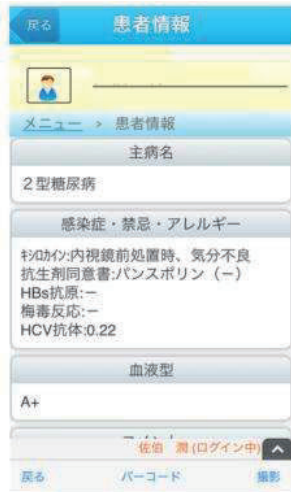 戻る
患者情報
メニュー > 患者情報
主病名
2型糖尿病
感染症・禁忌・アレルギー
ｷｼﾛｶｲﾝ:内視鏡前処置時、気分不良
抗生剤同意書:パンスポリン（−）
HBs抗原:−
梅毒反応:−
HCV抗体:0.22
血液型
A+
佐伯　潤(ログイン中)
戻る
バーコード
撮影